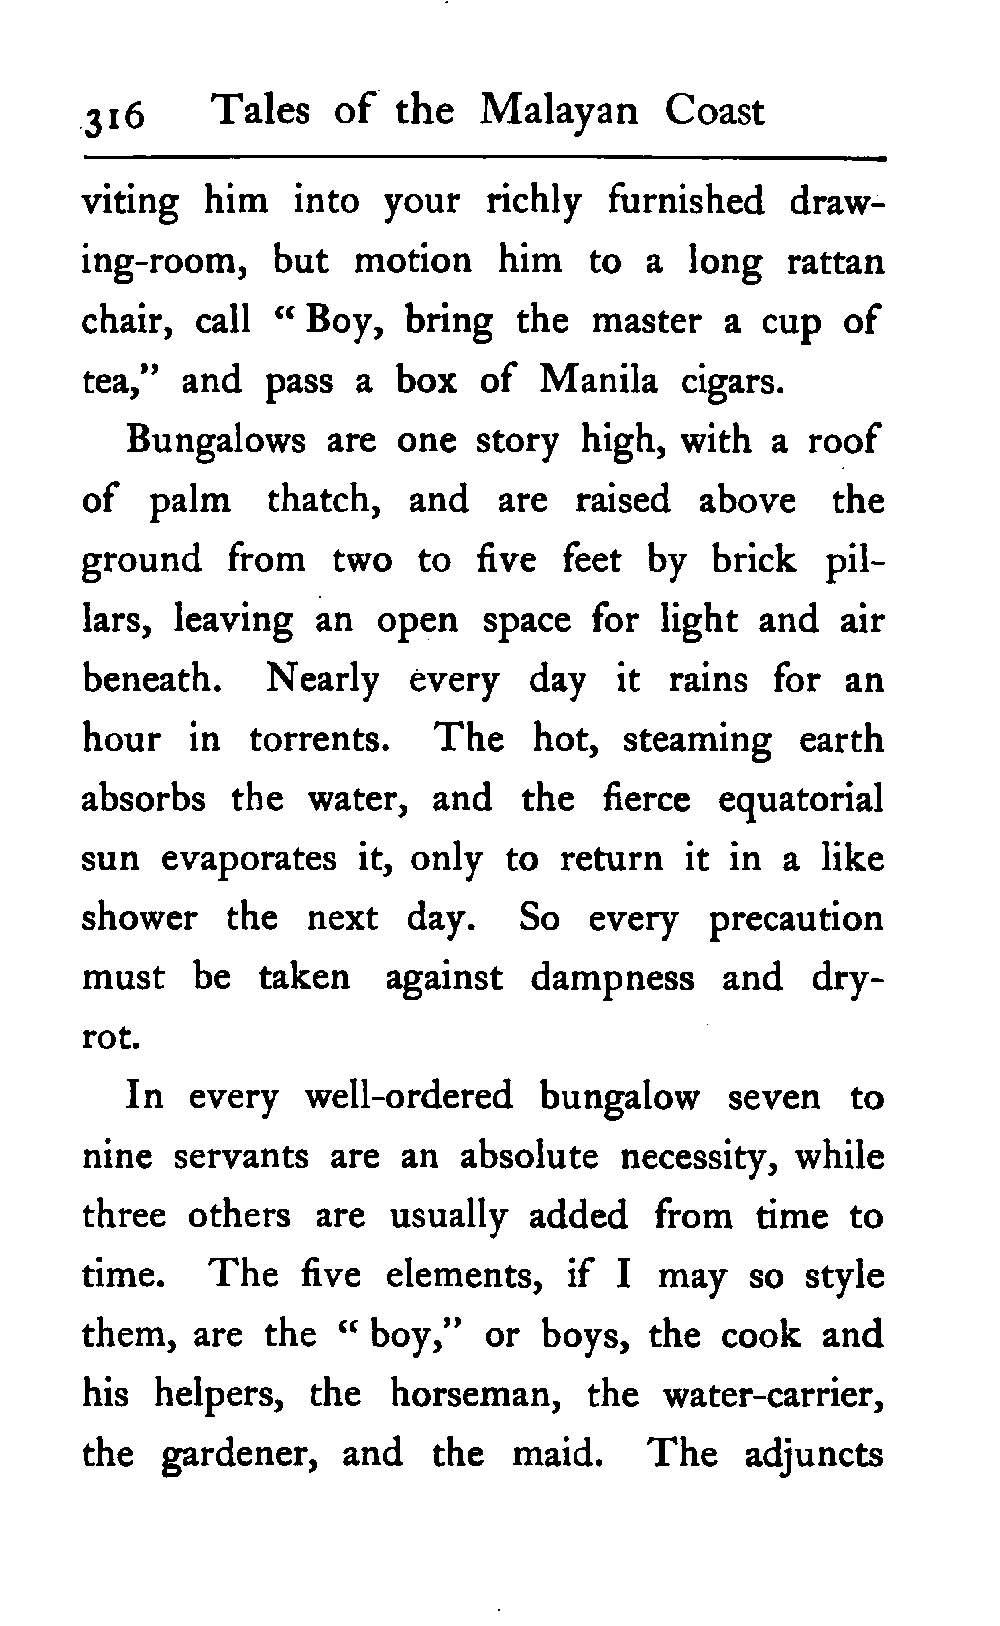 316 Tales of the Malayan Coast
viting him into your richly furnished draw-
ing-room, but motion him to a long rattan
chair, call “ Boy, bring the master a cup of
tea,” and pass a box of Manila cigars.
Bungalows are one story high, with a roof
of palm thatch, and are raised above the
ground from two to five feet by brick pil-
lars, leaving an open space for light and air
beneath. Nearly every day it rains for an
hour in torrents. The hot, steaming earth
absorbs the water, and the fierce equatorial
sun evaporates it, only to return it in a like
shower the next day. So every precaution
must be taken against dampness and dry-
rot.
In every well-ordered bungalow seven to
nine servants are an absolute necessity, while
three others are usually added from time to
time. The five elements, if I may so style
them, are the “ boy,” or boys, the cook and
his helpers, the horseman, the water-carrier,
the gardener, and the maid. The adjuncts